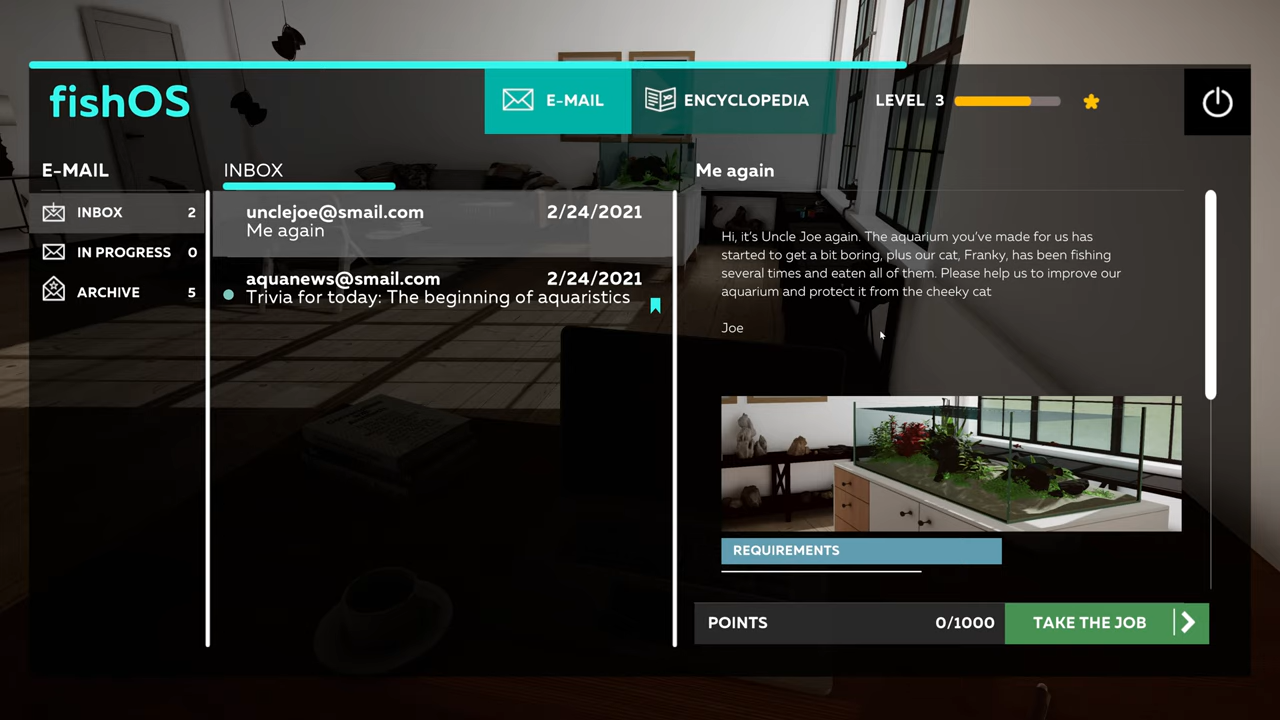 fishOS
E-MAIL
ENCYCLOPEDIA
LEVEL 3
E-MAIL
INBOX 2
IN PROGRESS 0
ARCHIVE 5
INBOX
unclejoe@smail.com 2/24/2021
Me again
aquanews@smail.com 2/24/2021
Trivia for today: The beginning of aquaristics
Me again
Hi, it's Uncle Joe again. The aquarium you've made for us has
started to get a bit boring, plus our cat, Franky, has been fishing
several times and eaten all of them. Please help us to improve our
aquarium and protect it from the cheeky cat
Joe
REQUIREMENTS
POINTS 0/1000
TAKE THE JOB